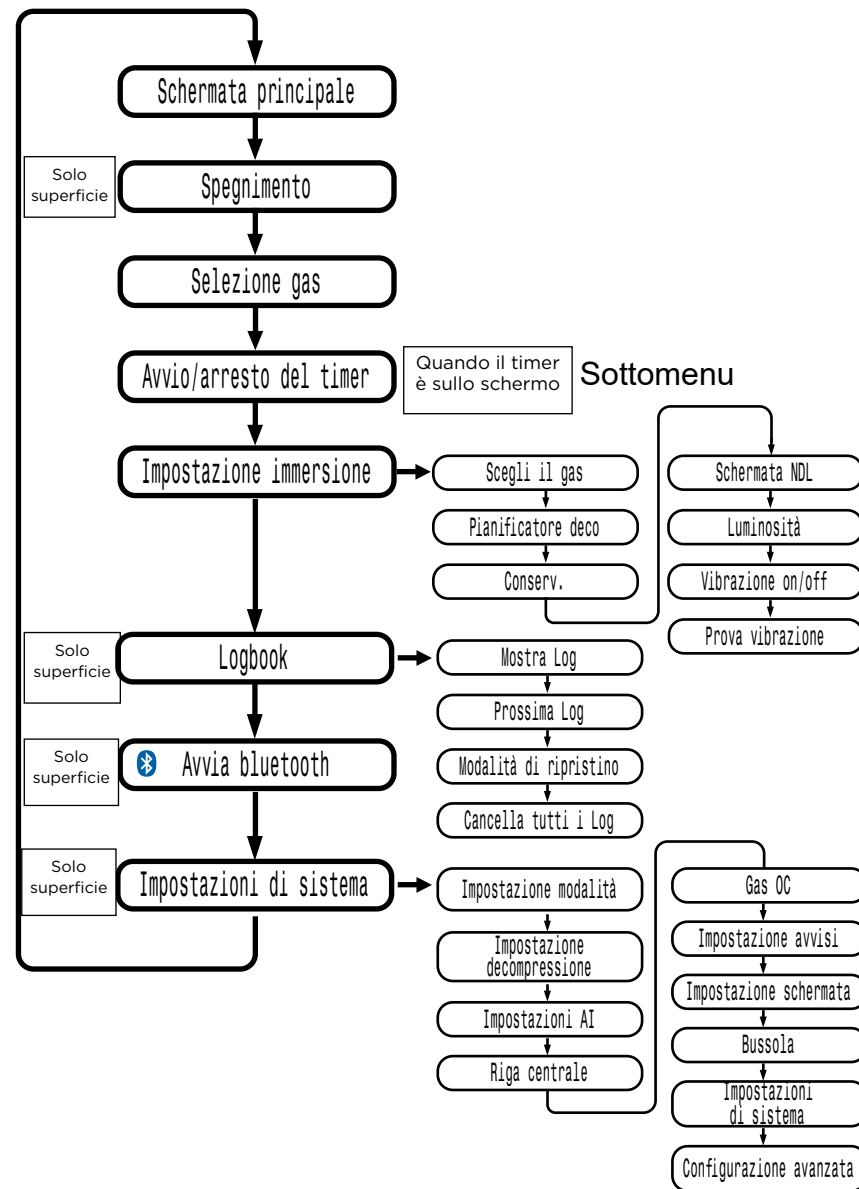 Schermata principale
Solo
superficie
Spegnimento
Selezione gas
Avvio/arresto del timer
Quando il timer
è sullo schermo
Sottomenu
Impostazione immersione
Scegli il gas
Pianificatore deco
Conserv.
Schermata NDL
Luminosità
Vibrazione on/off
Prova vibrazione
Solo
superficie
Logbook
Mostra Log
Prossima Log
Modalità di ripristino
Cancella tutti i Log
Solo
superficie
Avvia bluetooth
Solo
superficie
Impostazioni di sistema
Impostazione modalità
Impostazione
decompressione
Impostazioni AI
Riga centrale
Gas OC
Impostazione avvisi
Impostazione schermata
Bussola
Impostazioni
di sistema
Configurazione avanzata